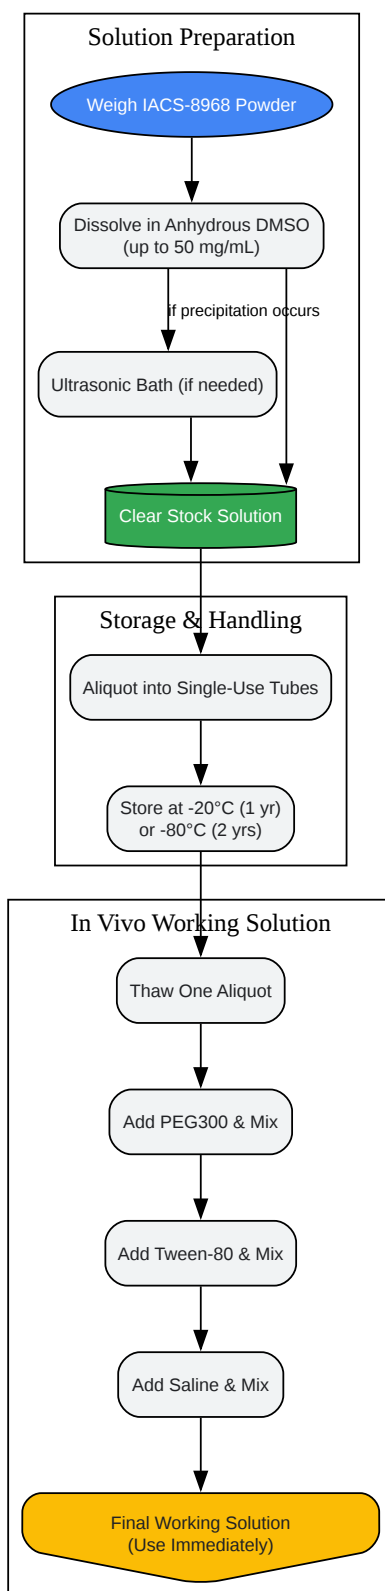 Solution Preparation
Weigh IACS-8968 Powder
Dissolve in Anhydrous DMSO
(up to 50 mg/mL)
if precipitation occurs
Ultrasonic Bath (if needed)
Clear Stock Solution
Storage & Handling
Aliquot into Single-Use Tubes
Store at -20°C (1 yr)
or -80°C (2 yrs)
In Vivo Working Solution
Thaw One Aliquot
Add PEG300 & Mix
Add Tween-80 & Mix
Add Saline & Mix
Final Working Solution
(Use Immediately)